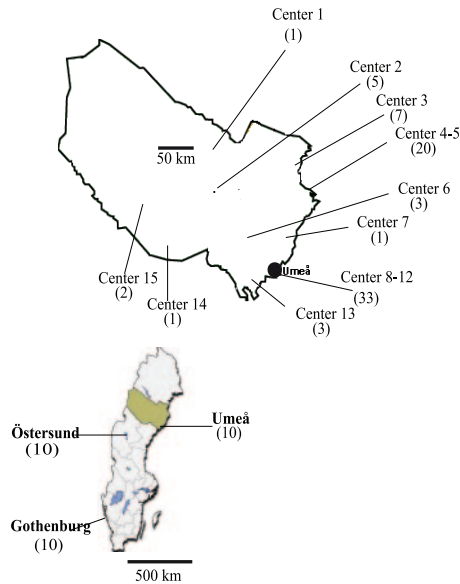 Center 1
(1)
Center 2
(5)
Center 3
(7)
Center 4-5
(20)
50 km
Center 6
(3)
Center 7
(1)
Umeå
Center 8-12
(33)
Center 15
(2)
Center 14
(1)
Center 13
(3)
Östersund
(10)
Umeå
(10)
Gothenburg
(10)
500 km